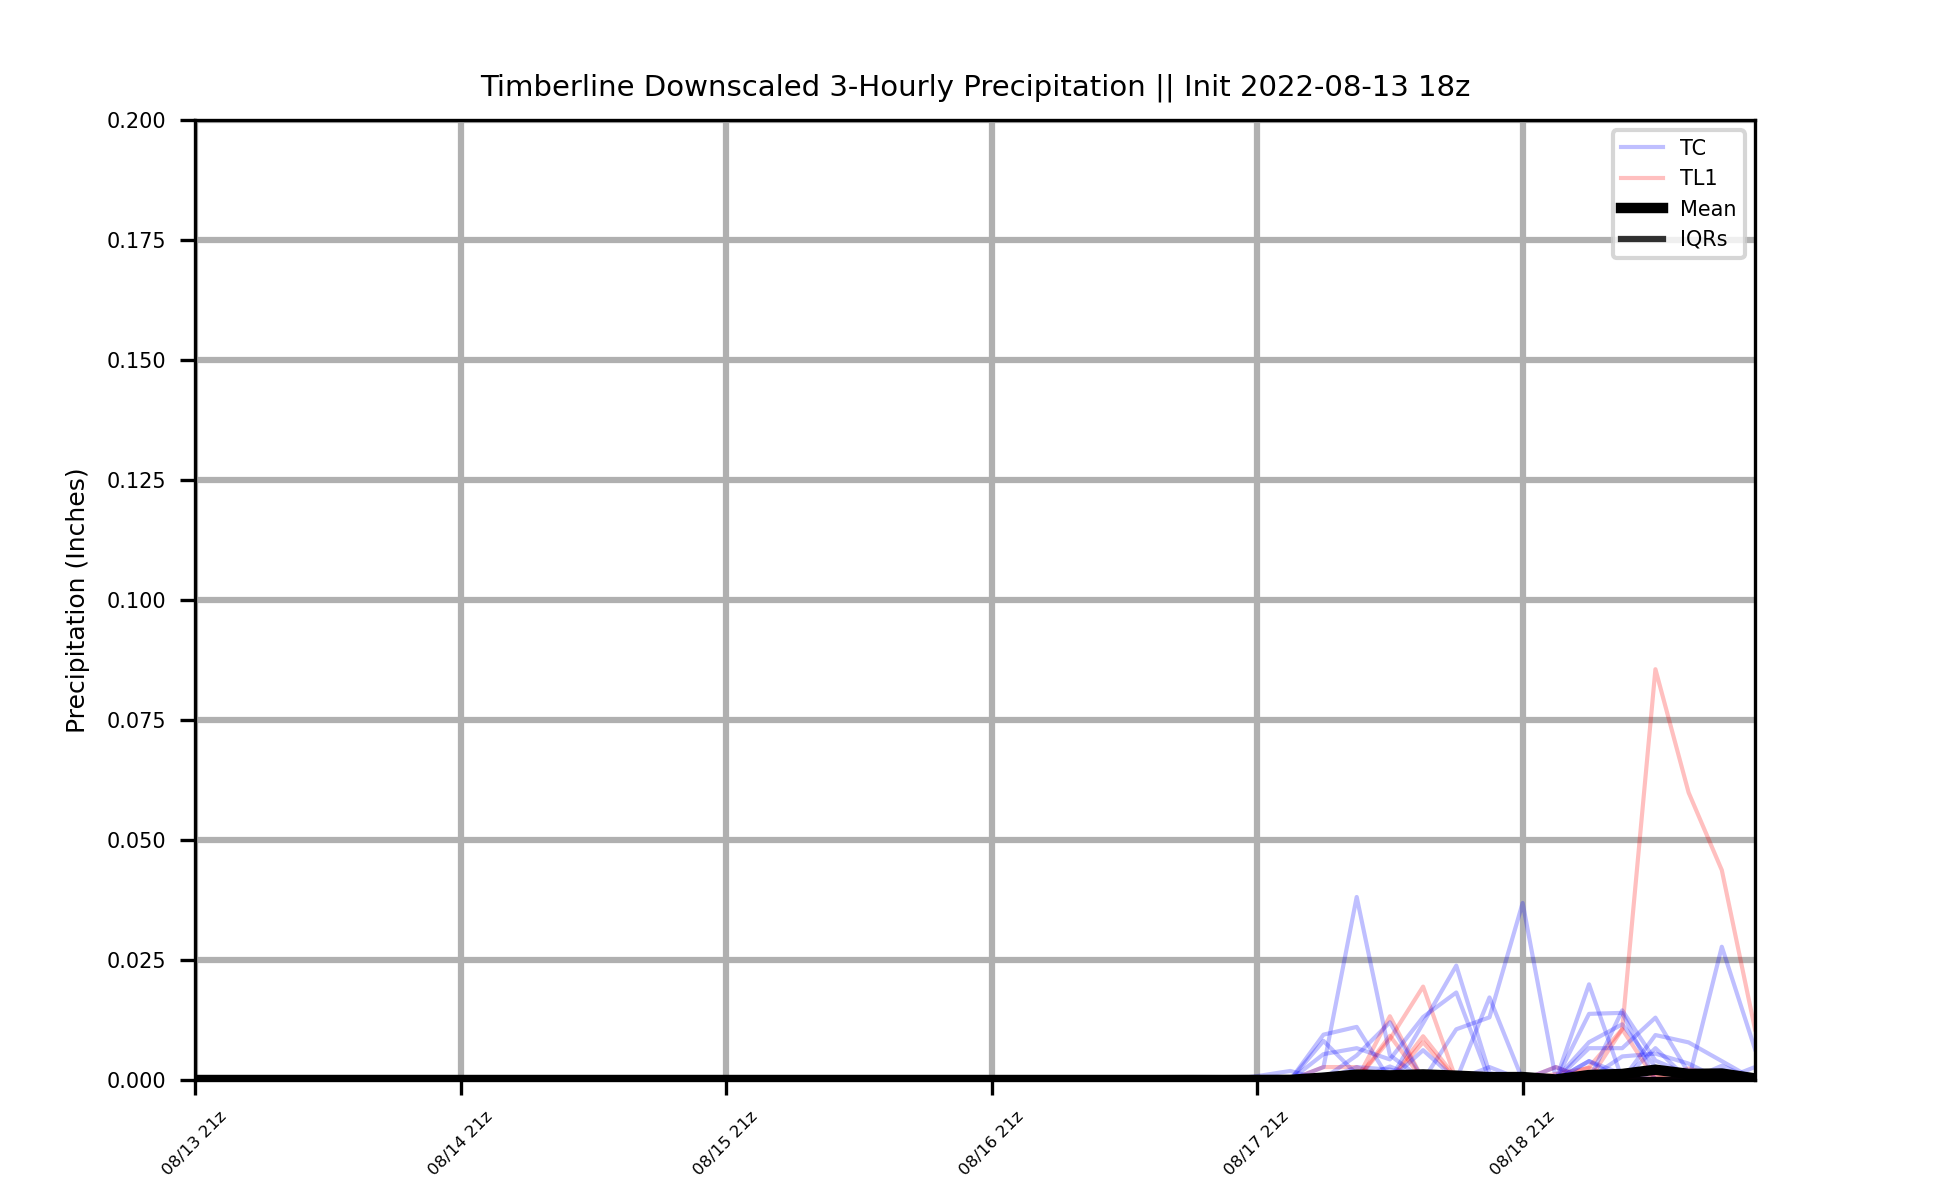 Timberline Downscaled 3-Hourly Precipitation || Init 2022-08-13 18z
TC
TL1
Mean
IQRs
Precipitation (Inches)
0.200
0.175
0.150
0.125
0.100
0.075
0.050
0.025
0.000
08/13 21z
08/14 21z
08/15 21z
08/16 21z
08/17 21z
08/18 21z